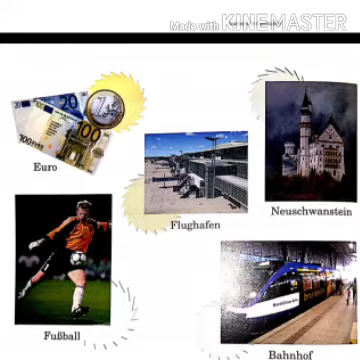 Made with KINEMASTER
Euro
Flughafen
Neuschwanstein
Fußball
Bahnhof